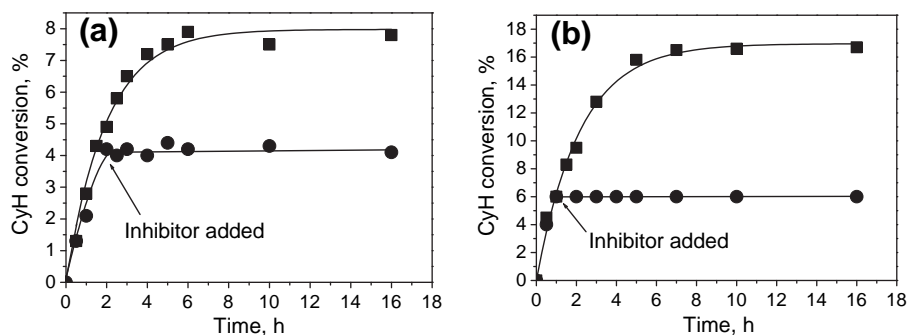 (a)
CyH conversion, %
8
7
6
5
4
3
2
1
0
Inhibitor added
0 2 4 6 8 10 12 14 16 18
Time, h
(b)
CyH conversion, %
18
16
14
12
10
8
6
4
2
0
Inhibitor added
0 2 4 6 8 10 12 14 16 18
Time, h